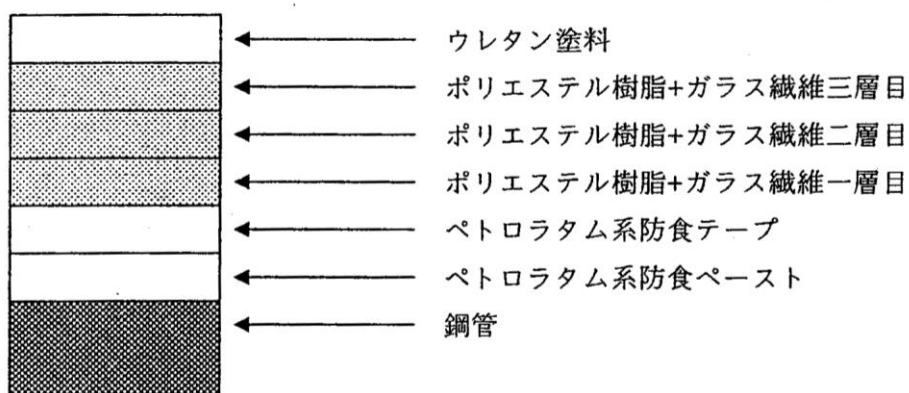 ウレタン塗料
ポリエステル樹脂+ガラス繊維三層目
ポリエステル樹脂+ガラス繊維二層目
ポリエステル樹脂+ガラス繊維一層目
ペトロラタム系防食テープ
ペトロラタム系防食ペースト
鋼管